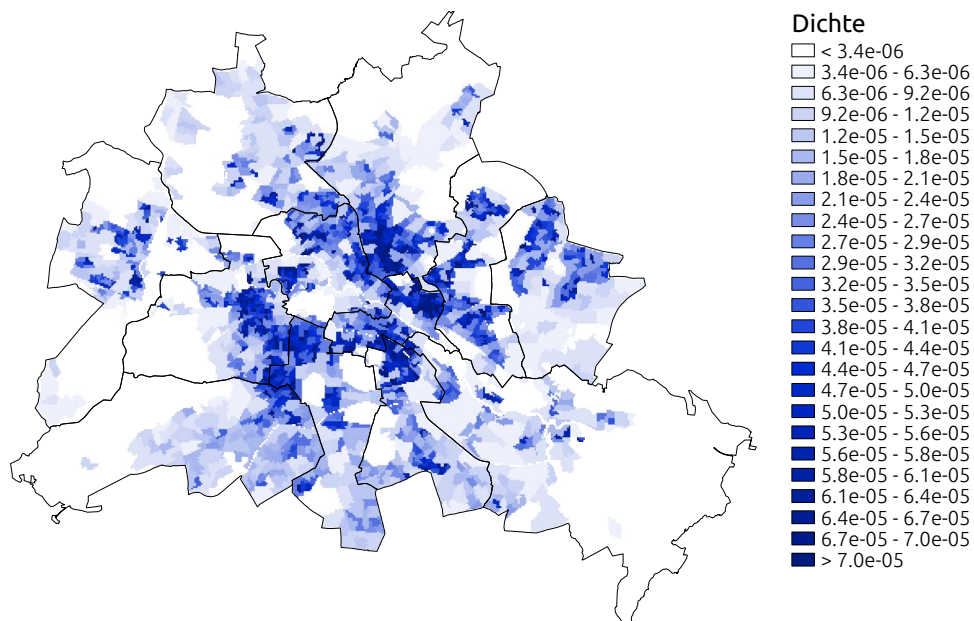 Dichte
< 3.4e-06
3.4e-06 - 6.3e-06
6.3e-06 - 9.2e-06
9.2e-06 - 1.2e-05
1.2e-05 - 1.5e-05
1.5e-05 - 1.8e-05
1.8e-05 - 2.1e-05
2.1e-05 - 2.4e-05
2.4e-05 - 2.7e-05
2.7e-05 - 2.9e-05
2.9e-05 - 3.2e-05
3.2e-05 - 3.5e-05
3.5e-05 - 3.8e-05
3.8e-05 - 4.1e-05
4.1e-05 - 4.4e-05
4.4e-05 - 4.7e-05
4.7e-05 - 5.0e-05
5.0e-05 - 5.3e-05
5.3e-05 - 5.6e-05
5.6e-05 - 5.8e-05
5.8e-05 - 6.1e-05
6.1e-05 - 6.4e-05
6.4e-05 - 6.7e-05
6.7e-05 - 7.0e-05
> 7.0e-05